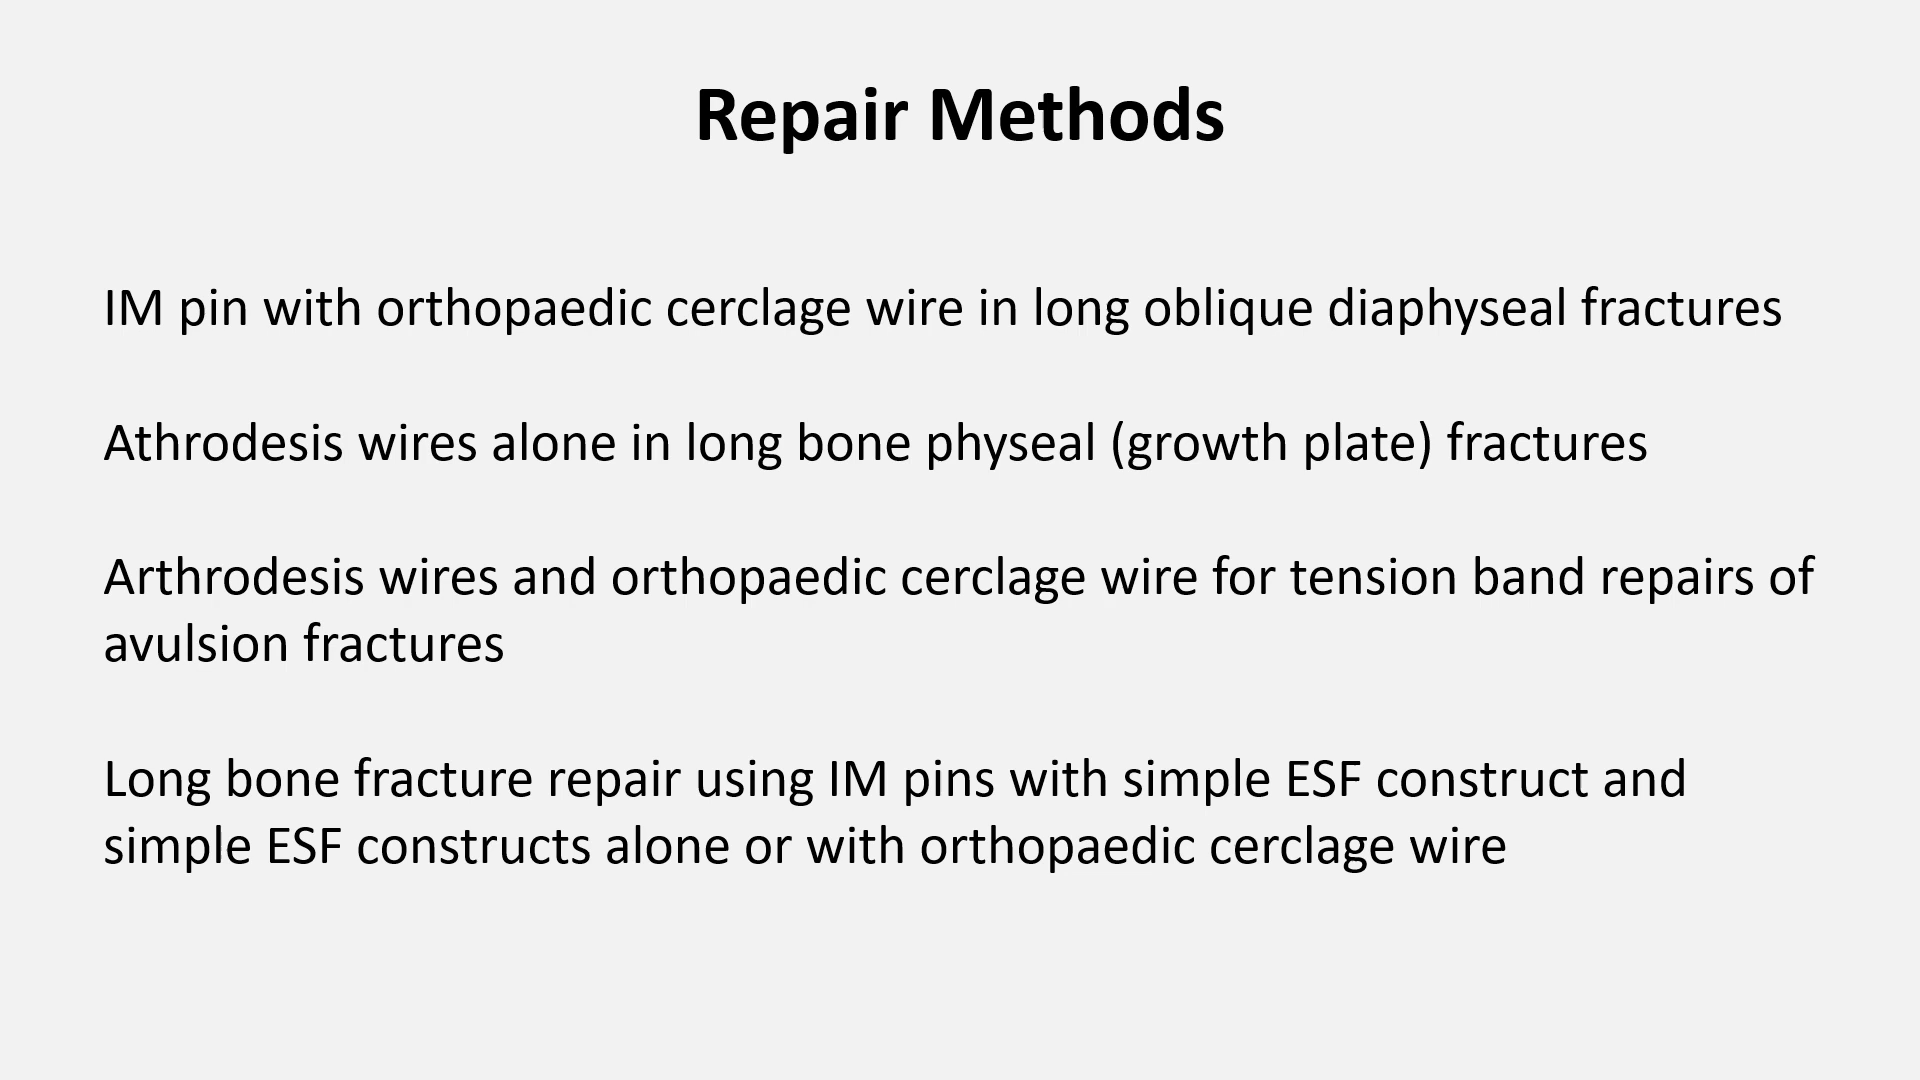 Repair Methods
IM pin with orthopaedic cerclage wire in long oblique diaphyseal fractures
Athrodesis wires alone in long bone physeal (growth plate) fractures
Arthrodesis wires and orthopaedic cerclage wire for tension band repairs of
avulsion fractures
Long bone fracture repair using IM pins with simple ESF construct and
simple ESF constructs alone or with orthopaedic cerclage wire